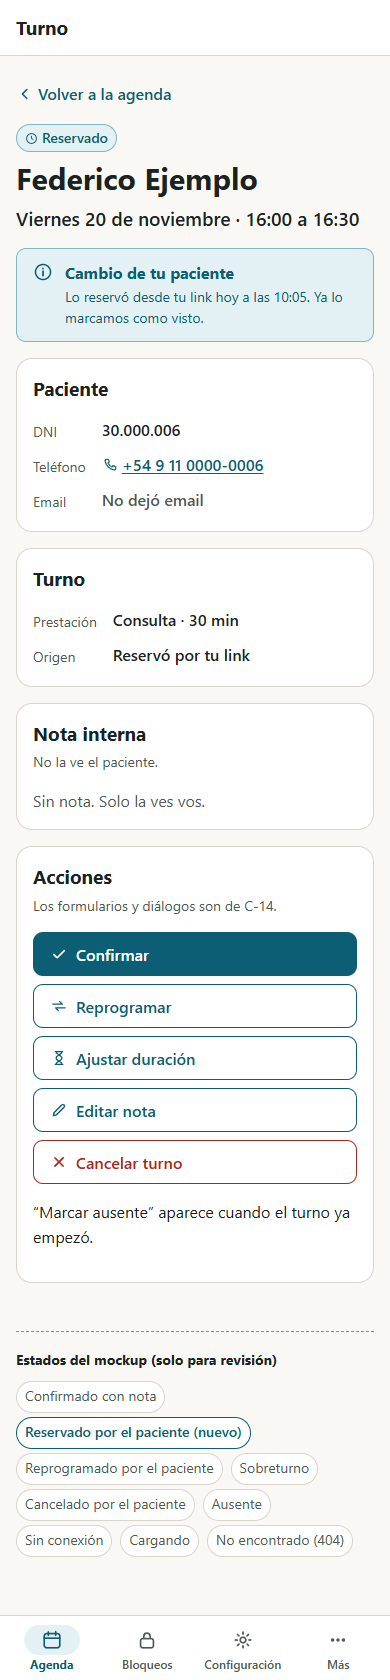 Turno
Volver a la agenda
Reservado
Federico Ejemplo
Viernes 20 de noviembre · 16:00 a 16:30
Cambio de tu paciente
Lo reservó desde tu link hoy a las 10:05. Ya lo
marcamos como visto.
Paciente
DNI 30.000.006
Teléfono +54 9 11 0000-0006
Email No dejó email
Turno
Prestación Consulta · 30 min
Origen Reservó por tu link
Nota interna
No la ve el paciente.
Sin nota. Solo la ves vos.
Acciones
Los formularios y diálogos son de C-14.
Confirmar
Reprogramar
Ajustar duración
Editar nota
Cancelar turno
“Marcar ausente” aparece cuando el turno ya
empezó.
Estados del mockup (solo para revisión)
Confirmado con nota
Reservado por el paciente (nuevo)
Reprogramado por el paciente Sobreturno
Cancelado por el paciente Ausente
Sin conexión Cargando No encontrado (404)
Agenda Bloqueos Configuración Más